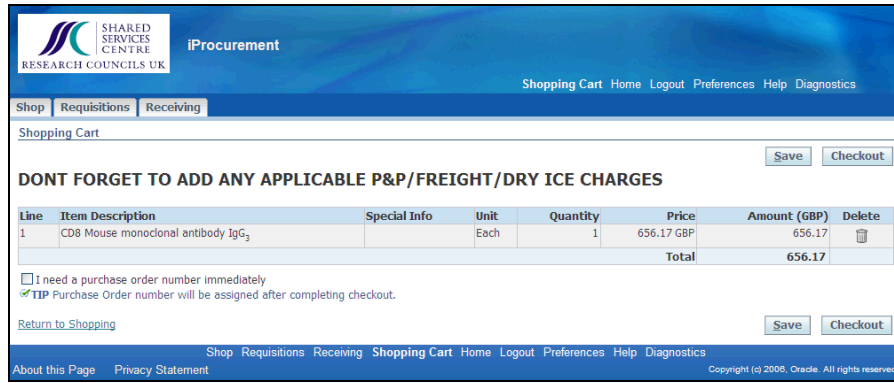 SHARED
SERVICES
CENTRE
RESEARCH COUNCILS UK
iProcurement
Shopping Cart Home Logout Preferences Help Diagnostics
Shop Requisitions Receiving
Shopping Cart
Save Checkout
DONT FORGET TO ADD ANY APPLICABLE P&P/FREIGHT/DRY ICE CHARGES
Line Item Description Special Info Unit Quantity Price Amount (GBP) Delete
1 CD8 Mouse monoclonal antibody IgG₃ Each 1 656.17 GBP 656.17
Total 656.17
I need a purchase order number immediately
TIP Purchase Order number will be assigned after completing checkout.
Return to Shopping Save Checkout
Shop Requisitions Receiving Shopping Cart Home Logout Preferences Help Diagnostics
About this Page Privacy Statement Copyright (c) 2006, Oracle. All rights reserve